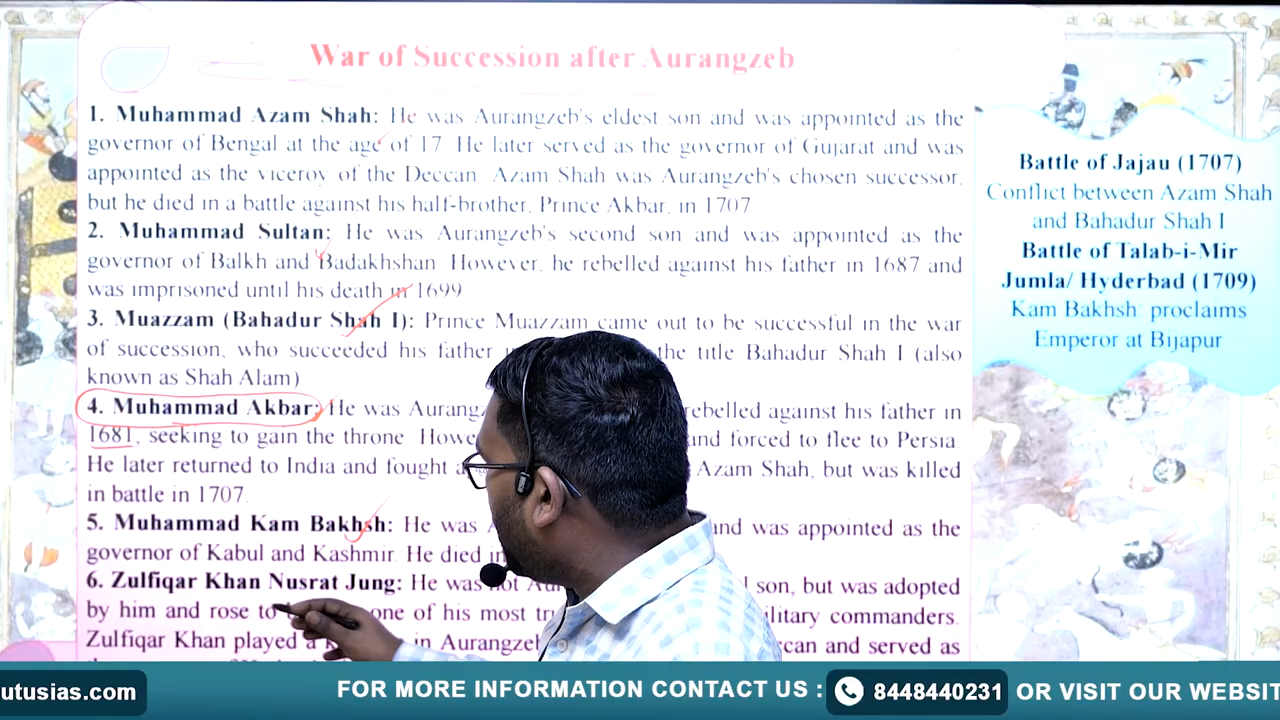 War of Succession after Aurangzeb
1. Muhammad Azam Shah: He was Aurangzeb's eldest son and was appointed as the
governor of Bengal at the age of 17 He later served as the governor of Gujarat and was
appointed as the viceroy of the Deccan Azam Shah was Aurangzeb's chosen successor,
but he died in a battle against his half-brother, Prince Akbar, in 1707
2. Muhammad Sultan: He was Aurangzeb's second son and was appointed as the
governor of Balkh and Badakhshan However, he rebelled against his father in 1687 and
was imprisoned until his death in 1699
3. Muazzam (Bahadur Shah I): Prince Muazzam came out to be successful in the war
of succession, who succeeded his father the title Bahadur Shah I (also
known as Shah Alam)
4. Muhammad Akbar: He was rebelled against his father in
1681, seeking to gain the throne and forced to flee to Persia.
He later returned to India and fought Azam Shah, but was killed
in battle in 1707.
5. Muhammad Kam Bakhsh: He was and was appointed as the
governor of Kabul and Kashmir. He died in
6. Zulfiqar Khan Nusrat Jung: He was not son, but was adopted
by him and rose to one of his most commanders.
Zulfiqar Khan played a in and served as
Battle of Jajau (1707)
Conflict between Azam Shah
and Bahadur Shah I
Battle of Talab-i-Mir
Jumla/ Hyderbad (1709)
Kam Bakhsh: proclaims
Emperor at Bijapur
utusias.com
FOR MORE INFORMATION CONTACT US : 8448440231 OR VISIT OUR WEBSIT